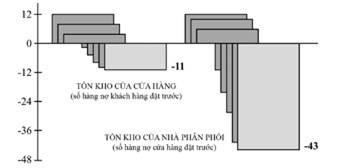 12
0
-12
-24
-36
-48
-11
TỒN KHO CỦA CỬA HÀNG
(số hàng nợ khách hàng đặt trước)
TỒN KHO CỦA NHÀ PHÂN PHỐI
(số hàng nợ cửa hàng đặt trước)
-43